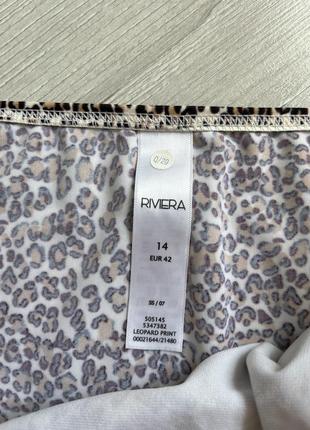 0/29
RIVIERA
14
EUR 42
SS / 07
505145
5347382
LEOPARD PRINT
00021644/21480